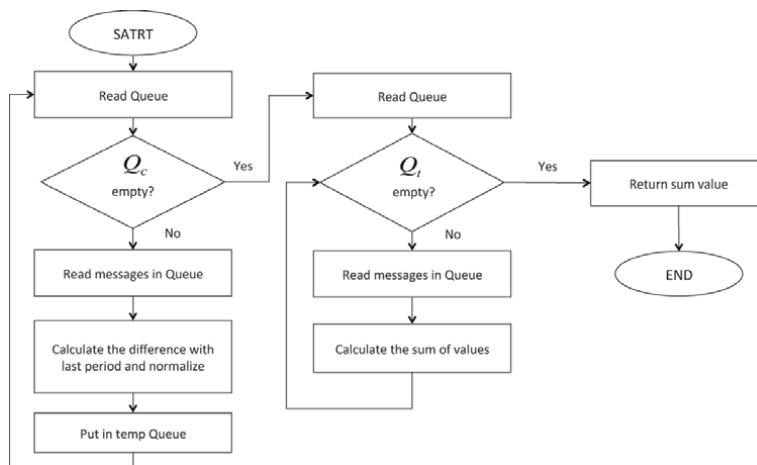 SATRT
Read Queue
Q_c
empty?
Yes
No
Read messages in Queue
Calculate the difference with
last period and normalize
Put in temp Queue
Read Queue
Q_t
empty?
Yes
No
Read messages in Queue
Calculate the sum of values
Return sum value
END